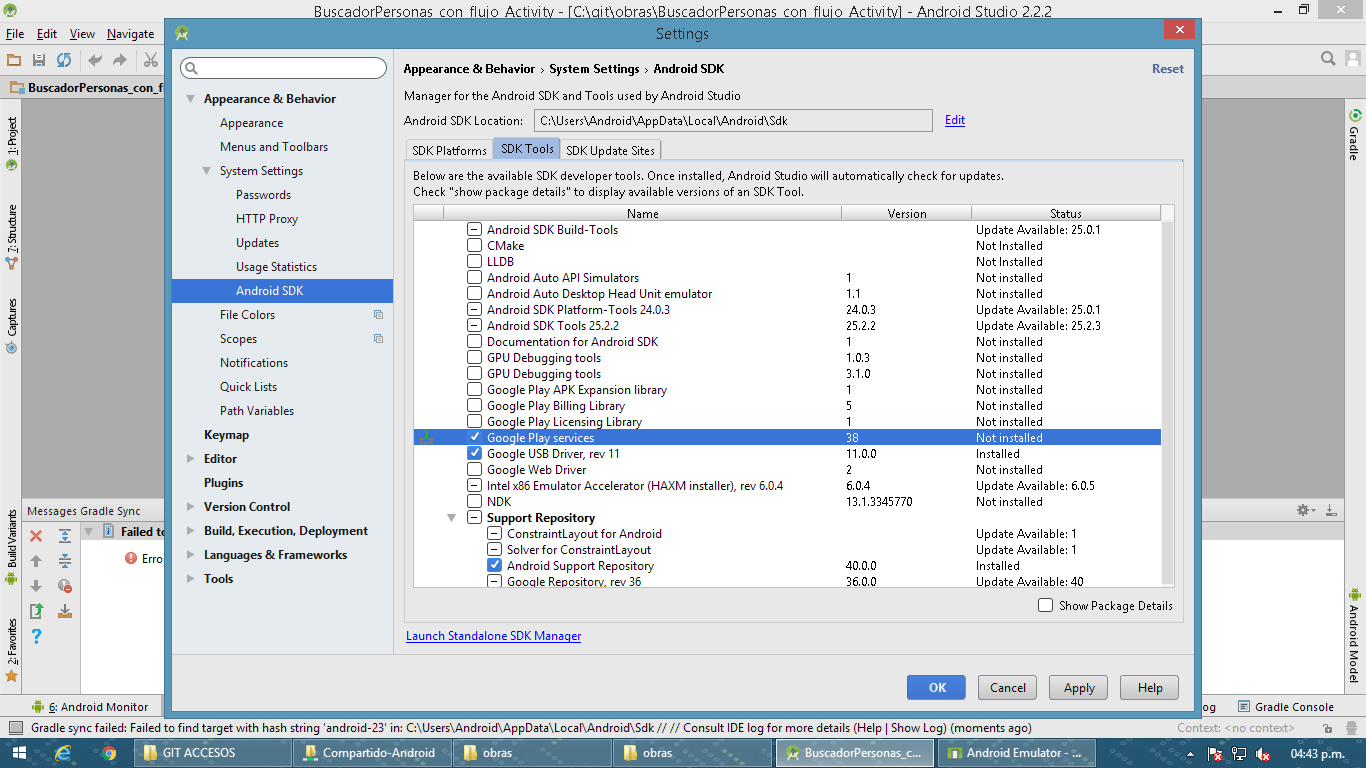 BuscadorPersonas_con_flujo_Activity - [C:\git\obras\BuscadorPersonas_con_flujo_Activity] - Android Studio 2.2.2
File Edit View Navigate
Settings
BuscadorPersonas_con_f
Appearance & Behavior › System Settings › Android SDK
Reset
Manager for the Android SDK and Tools used by Android Studio
Android SDK Location: C:\Users\Android\AppData\Local\Android\Sdk Edit
SDK Platforms SDK Tools SDK Update Sites
Below are the available SDK developer tools. Once installed, Android Studio will automatically check for updates.
Check "show package details" to display available versions of an SDK Tool.
Name Version Status
Android SDK Build-Tools Update Available: 25.0.1
CMake Not Installed
LLDB Not Installed
Android Auto API Simulators 1 Not installed
Android Auto Desktop Head Unit emulator 1.1 Not installed
Android SDK Platform-Tools 24.0.3 24.0.3 Update Available: 25.0.1
Android SDK Tools 25.2.2 25.2.2 Update Available: 25.2.3
Documentation for Android SDK 1 Not installed
GPU Debugging tools 1.0.3 Not installed
GPU Debugging tools 3.1.0 Not installed
Google Play APK Expansion library 1 Not installed
Google Play Billing Library 5 Not installed
Google Play Licensing Library 1 Not installed
Google Play services 38 Not installed
Google USB Driver, rev 11 11.0.0 Installed
Google Web Driver 2 Not installed
Intel x86 Emulator Accelerator (HAXM installer), rev 6.0.4 6.0.4 Update Available: 6.0.5
NDK 13.1.3345770 Not installed
Support Repository
ConstraintLayout for Android Update Available: 1
Solver for ConstraintLayout Update Available: 1
Android Support Repository 40.0.0 Installed
Google Repository, rev 36 36.0.0 Update Available: 40
Show Package Details
Launch Standalone SDK Manager
OK Cancel Apply Help
Appearance & Behavior
Appearance
Menus and Toolbars
System Settings
Passwords
HTTP Proxy
Updates
Usage Statistics
Android SDK
File Colors
Scopes
Notifications
Quick Lists
Path Variables
Keymap
Editor
Plugins
Version Control
Build, Execution, Deployment
Languages & Frameworks
Tools
1: Project
7: Structure
Captures
Build Variants
2: Favorites
Gradle
Android Model
Messages Gradle Sync
Failed to
Erro
6: Android Monitor
og
Gradle Console
Gradle sync failed: Failed to find target with hash string 'android-23' in: C:\Users\Android\AppData\Local\Android\Sdk // // Consult IDE log for more details (Help | Show Log) (moments ago)
Context: <no context>
GIT ACCESOS
Compartido-Android
obras
obras
BuscadorPersonas_c...
Android Emulator - ...
04:43 p.m.